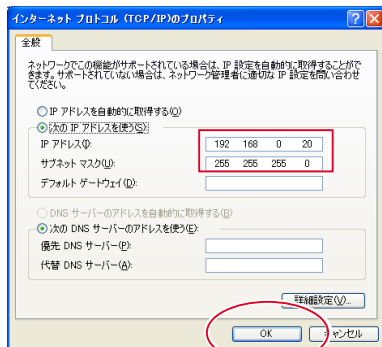 インターネット プロトコル (TCP/IP)のプロパティ
全般
ネットワークでこの機能がサポートされている場合は、IP 設定を自動的に取得することがで
きます。サポートされていない場合は、ネットワーク管理者に適切な IP 設定を問い合わせ
てください。
IP アドレスを自動的に取得する(O)
次の IP アドレスを使う(S):
IP アドレス(I): 192 168 0 20
サブネット マスク(U): 255 255 255 0
デフォルト ゲートウェイ(D):
DNS サーバーのアドレスを自動的に取得する(B)
次の DNS サーバーのアドレスを使う(E):
優先 DNS サーバー(P):
代替 DNS サーバー(A):
詳細設定(V)...
OK キャンセル